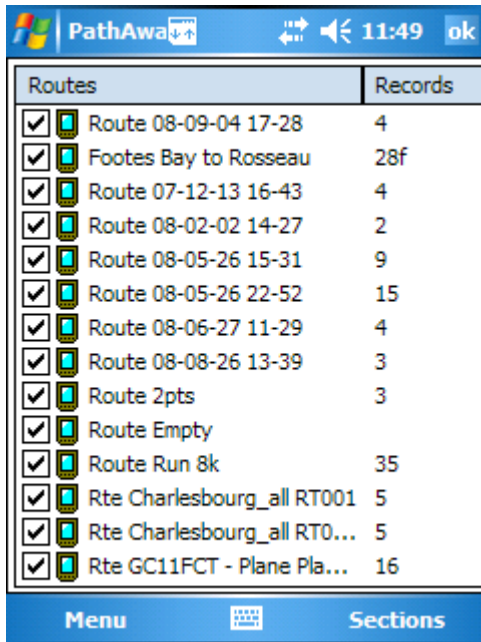 PathAwa 11:49 ok
Routes Records
Route 08-09-04 17-28 4
Footes Bay to Rosseau 28f
Route 07-12-13 16-43 4
Route 08-02-02 14-27 2
Route 08-05-26 15-31 9
Route 08-05-26 22-52 15
Route 08-06-27 11-29 4
Route 08-08-26 13-39 3
Route 2pts 3
Route Empty
Route Run 8k 35
Rte Charlesbourg_all RT001 5
Rte Charlesbourg_all RT0... 5
Rte GC11FCT - Plane Pla... 16
Menu Sections